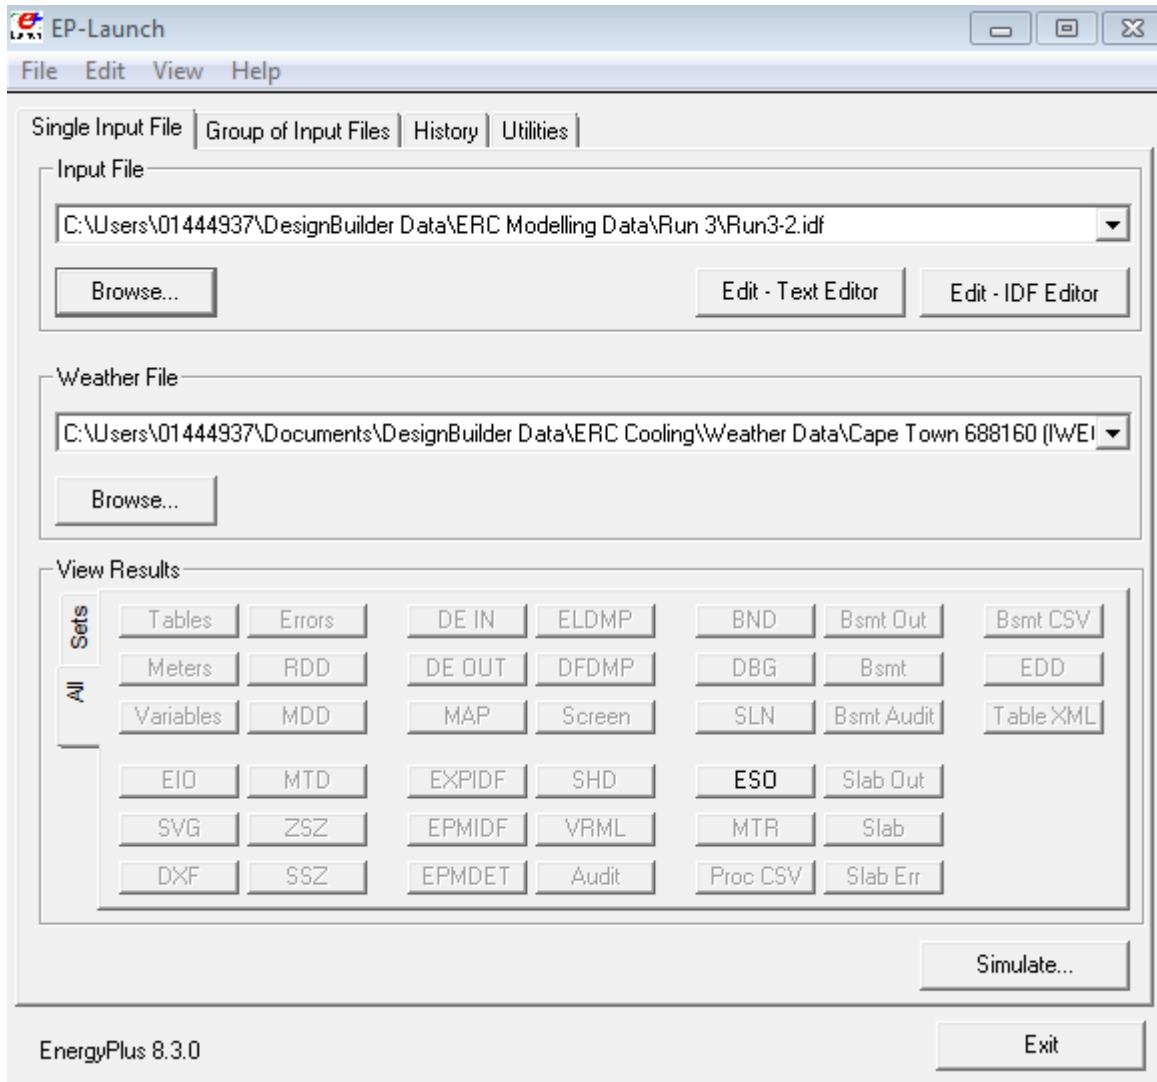 EP-Launch
File Edit View Help
Single Input File Group of Input Files History Utilities
Input File
C:\Users\01444937\DesignBuilder Data\ERC Modelling Data\Run 3\Run3-2.idf
Browse... Edit - Text Editor Edit - IDF Editor
Weather File
C:\Users\01444937\Documents\DesignBuilder Data\ERC Cooling\Weather Data\Cape Town 688160 (IWE
Browse...
View Results
Sets
All
Tables Errors DE IN ELDMP BND Bsmt Out Bsmt CSV
Meters RDD DE OUT DFDMP DBG Bsmt EDD
Variables MDD MAP Screen SLN Bsmt Audit Table XML
EIO MTD EXPIDF SHD ESO Slab Out
SVG ZSZ EPMIDF VRML MTR Slab
DXF SSZ EPMDET Audit Proc CSV Slab Err
Simulate...
EnergyPlus 8.3.0 Exit